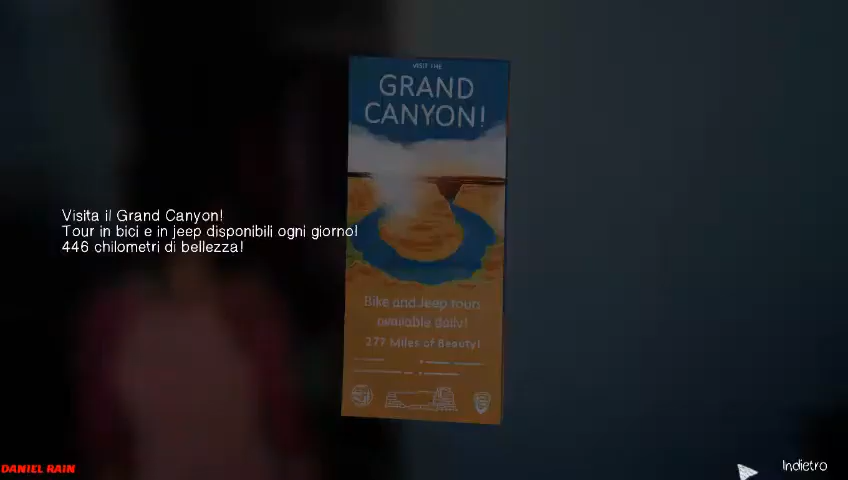 VISIT THE
GRAND
CANYON!
Visita il Grand Canyon!
Tour in bici e in jeep disponibili ogni giorno!
446 chilometri di bellezza!
Bike and Jeep tours
available daily!
277 Miles of Beauty!
DANIEL RAIN
Indietro